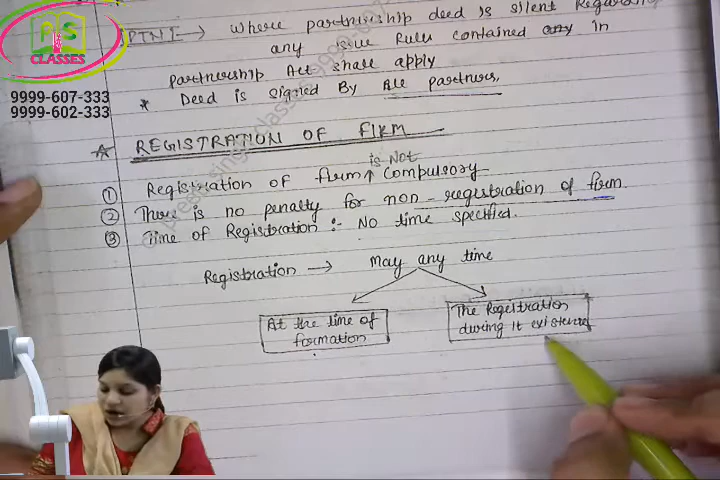 Where partnership deed is silent Regarding
any issue Rules contained any in
Partnership Act shall apply
* Deed is signed By All partners,
PS
CLASSES
9999-607-333
9999-602-333
REGISTRATION OF FIRM
① Registration of firm is Not Compulsory
② There is no penalty for non-registration of firm.
③ Time of Registration :- No time specified.
Registration → May any time
At the time of
formation
The Registration
during it existence